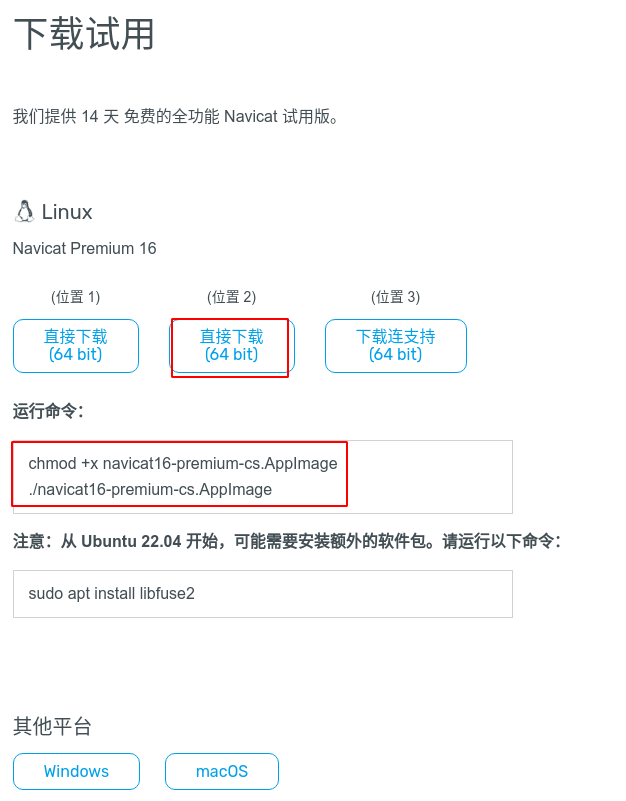 下载试用
我们提供 14 天 免费的全功能 Navicat 试用版。
Linux
Navicat Premium 16
(位置 1)
(位置 2)
(位置 3)
直接下载
(64 bit)
直接下载
(64 bit)
下载连支持
(64 bit)
运行命令：
chmod +x navicat16-premium-cs.AppImage
./navicat16-premium-cs.AppImage
注意：从 Ubuntu 22.04 开始，可能需要安装额外的软件包。请运行以下命令：
sudo apt install libfuse2
其他平台
Windows
macOS